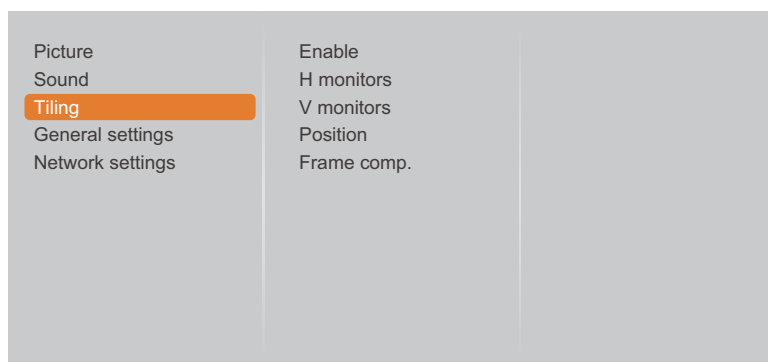 Picture
Sound
Tiling
General settings
Network settings
Enable
H monitors
V monitors
Position
Frame comp.